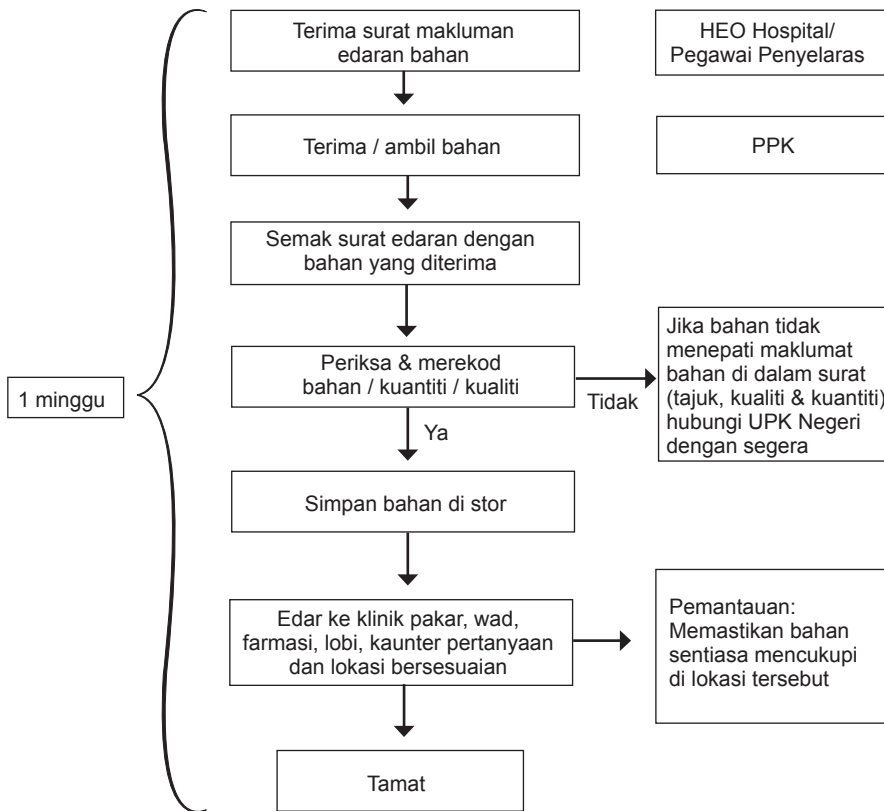 Terima surat makluman
edaran bahan
HEO Hospital/
Pegawai Penyelaras
Terima / ambil bahan
PPK
Semak surat edaran dengan
bahan yang diterima
Periksa & merekod
bahan / kuantiti / kualiti
Tidak
Jika bahan tidak
menepati maklumat
bahan di dalam surat
(tajuk, kualiti & kuantiti)
hubungi UPK Negeri
dengan segera
1 minggu
Ya
Simpan bahan di stor
Edar ke klinik pakar, wad,
farmasi, lobi, kaunter pertanyaan
dan lokasi bersesuaian
Pemantauan:
Memastikan bahan
sentiasa mencukupi
di lokasi tersebut
Tamat